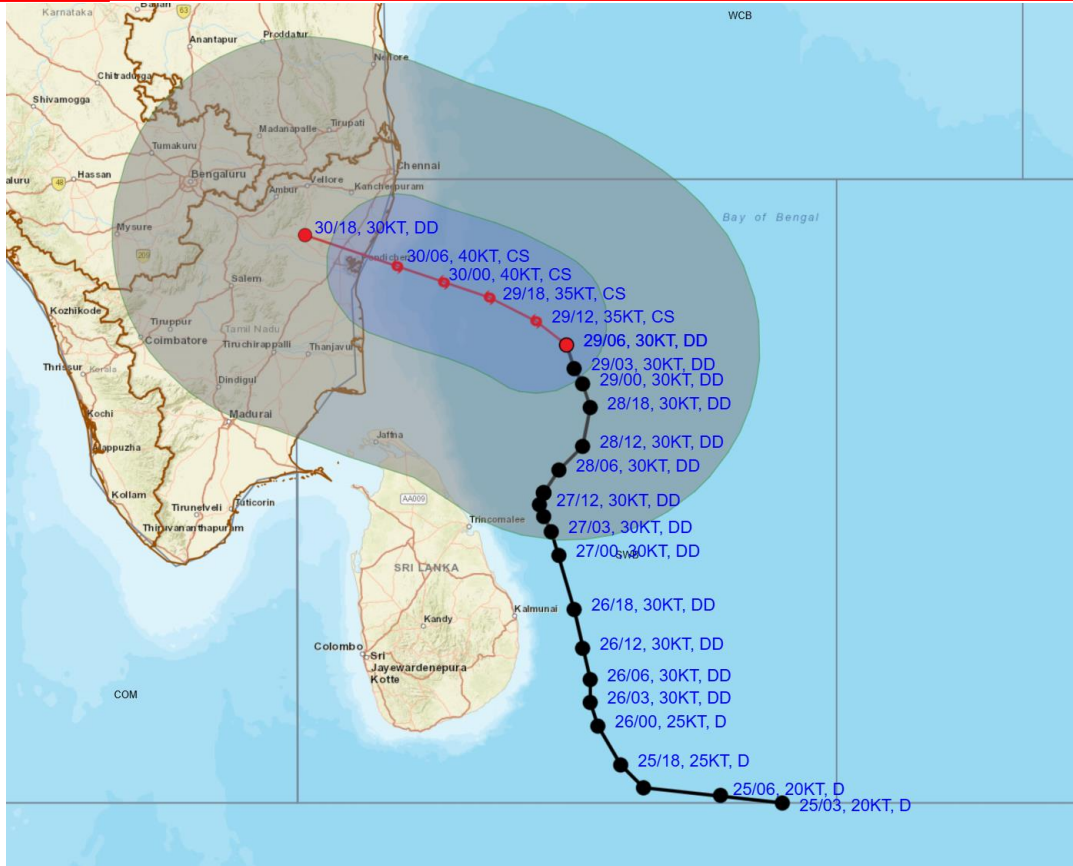 WCB
Karnataka
63
Anantapur
Proddatur
Chitradurga
Shivamogga
Madanapalle
Tirupati
Tumakuru
Chennai
Hassan
48
Bengaluru
Vellore
Kancheepuram
Ambur
Bay of Bengal
Mysure
30/18, 30KT, DD
30/06, 40KT, CS
30/00, 40KT, CS
Salem
29/18, 35KT, CS
Kozhikode
29/12, 35KT, CS
Tiruppur
Tamil Nadu
Coimbatore
Tiruchirappalli
Thanjavur
29/06, 30KT, DD
29/03, 30KT, DD
Thrissur
Kerala
Dindigul
29/00, 30KT, DD
28/18, 30KT, DD
Kochi
Madurai
Jaffna
28/12, 30KT, DD
28/06, 30KT, DD
Kollam
AA009
27/12, 30KT, DD
Tirunelveli
Tuticorin
Trincomalee
Thiruvananthapuram
27/03, 30KT, DD
27/00, 30KT, DD
SWB
SRI LANKA
26/18, 30KT, DD
Kalmunai
Kandy
Colombo
26/12, 30KT, DD
Sri
Jayewardenepura
Kotte
26/06, 30KT, DD
COM
26/03, 30KT, DD
26/00, 25KT, D
25/18, 25KT, D
25/06, 20KT, D
25/03, 20KT, D